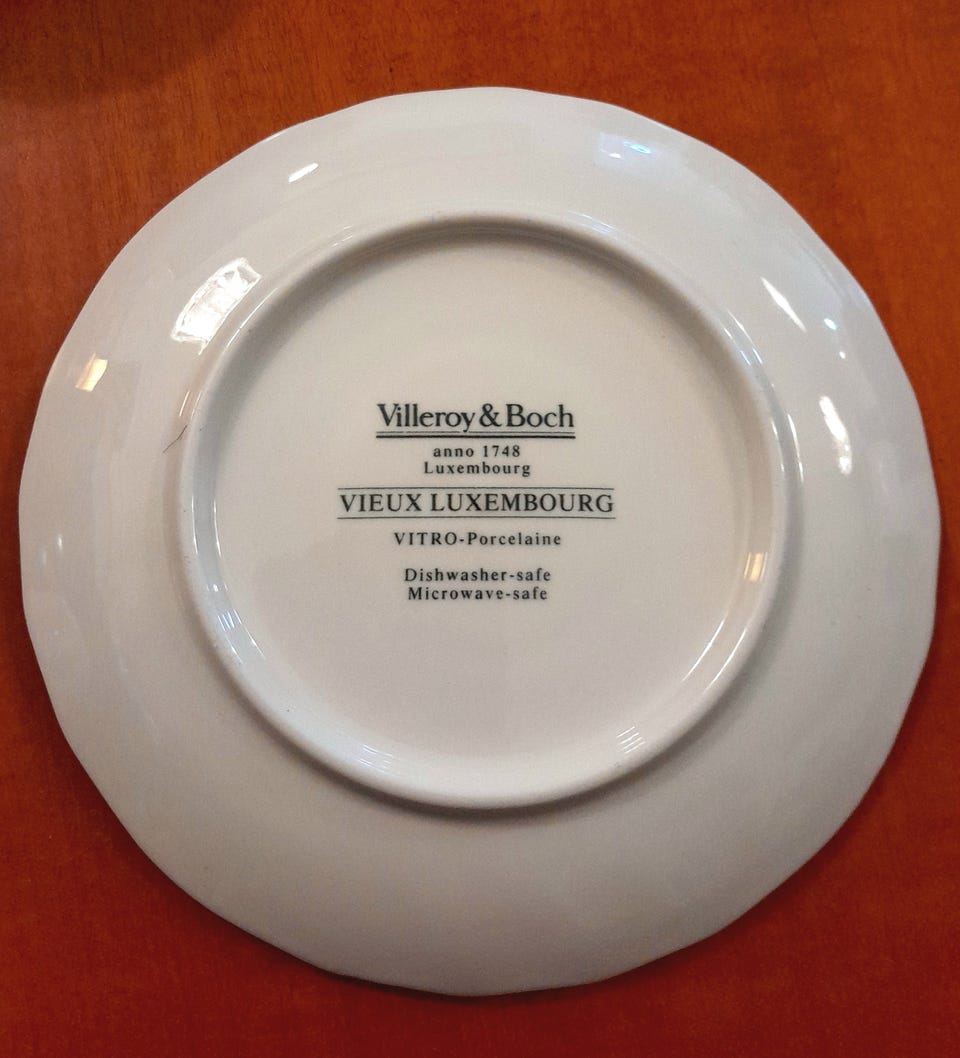 Villeroy & Boch
anno 1748
Luxembourg
VIEUX LUXEMBOURG
VITRO-Porcelaine
Dishwasher-safe
Microwave-safe